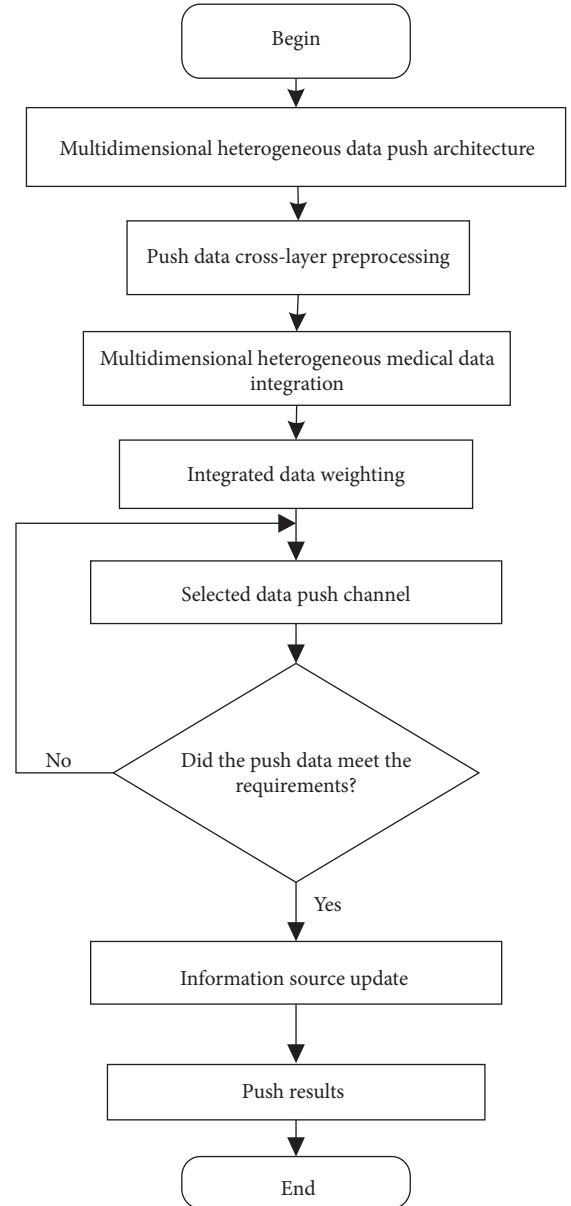 Begin
Multidimensional heterogeneous data push architecture
Push data cross-layer preprocessing
Multidimensional heterogeneous medical data
integration
Integrated data weighting
Selected data push channel
Did the push data meet the
requirements?
No
Yes
Information source update
Push results
End